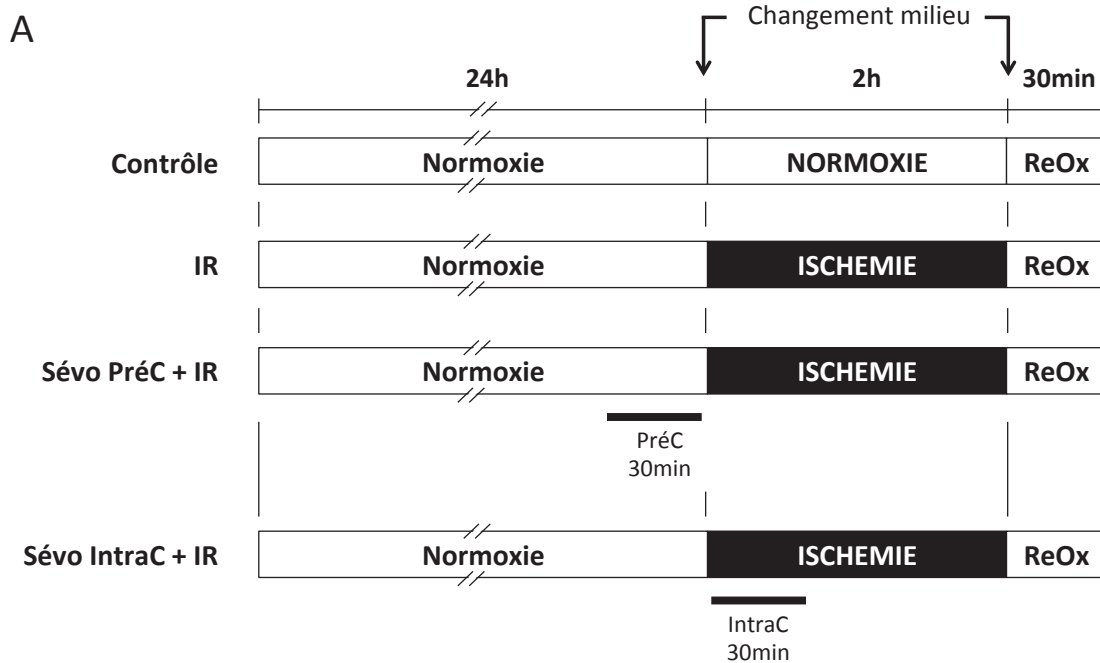 A
Changement milieu
24h 2h 30min
Contrôle Normoxie NORMOXIE ReOx
IR Normoxie ISCHEMIE ReOx
Sévo PréC + IR Normoxie ISCHEMIE ReOx
PréC
30min
Sévo IntraC + IR Normoxie ISCHEMIE ReOx
IntraC
30min